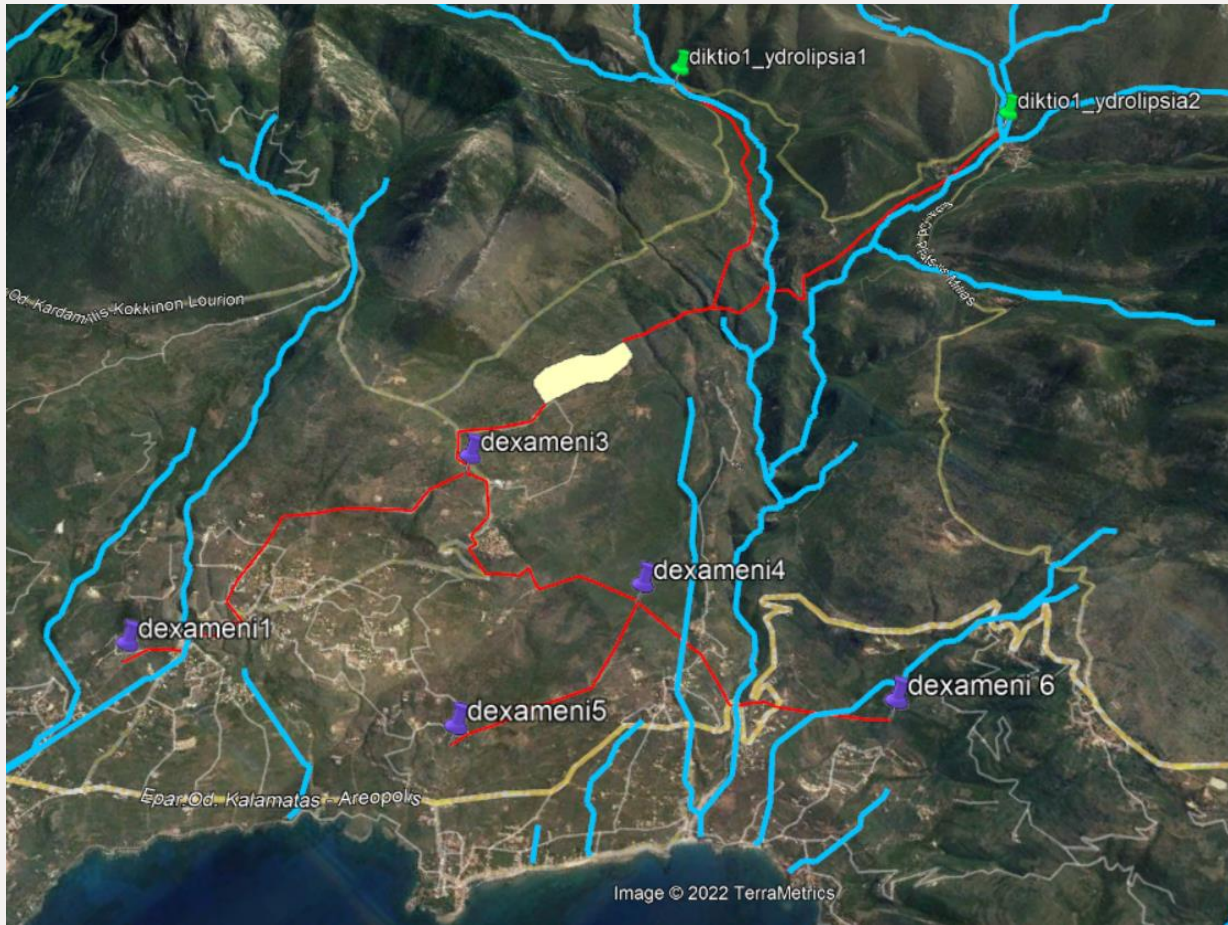 diktio1_ydrolipsia1
diktio1_ydrolipsia2
Od. Kardamilis-Kokkinon Lourion
dexameni3
dexameni4
dexameni1
dexameni 6
dexameni5
Epar.Od. Kalamatas - Areopolis
Image © 2022 TerraMetrics